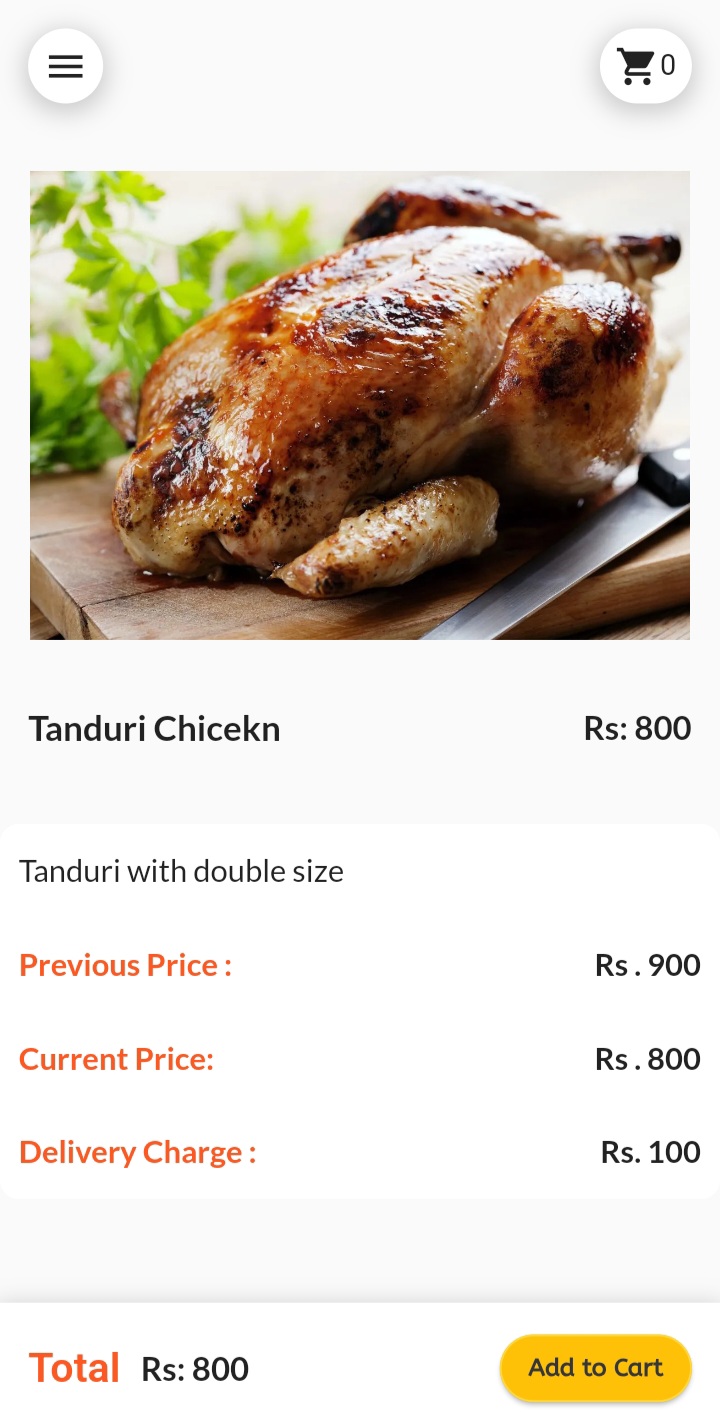 0
Tanduri Chicekn Rs: 800
Tanduri with double size
Previous Price : Rs . 900
Current Price: Rs . 800
Delivery Charge : Rs. 100
Total Rs: 800 Add to Cart